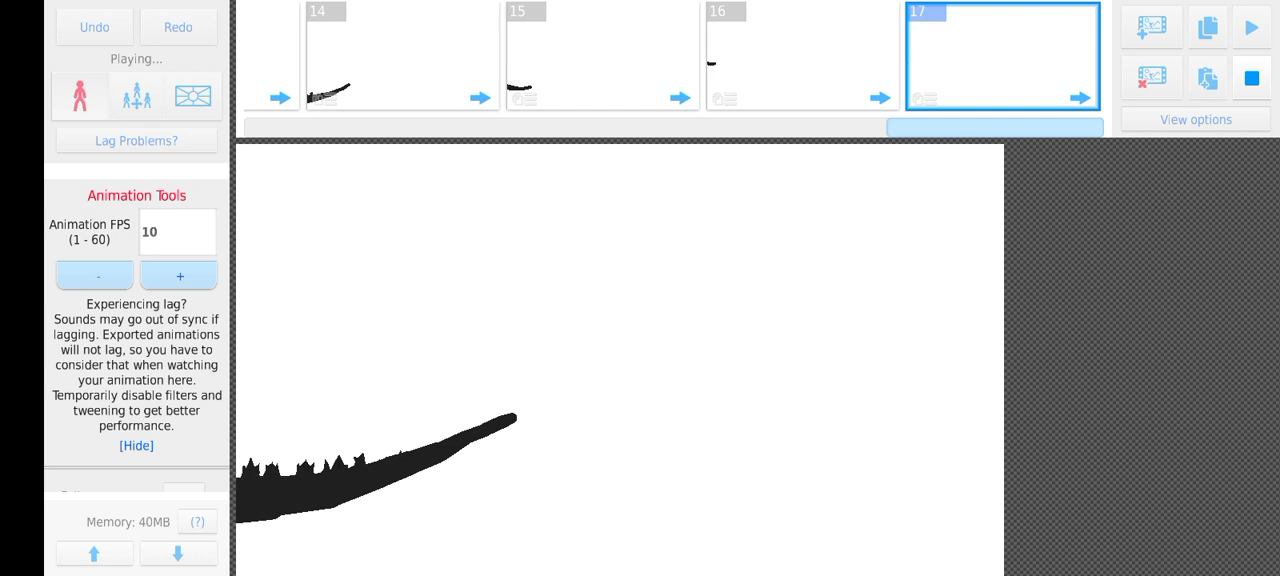 Undo
Redo
Playing...
Lag Problems?
Animation Tools
Animation FPS
(1 - 60)
10
-
+
Experiencing lag?
Sounds may go out of sync if
lagging. Exported animations
will not lag, so you have to
consider that when watching
your animation here.
Temporarily disable filters and
tweening to get better
performance.
[Hide]
Memory: 40MB
(?)
14
15
16
17
View options